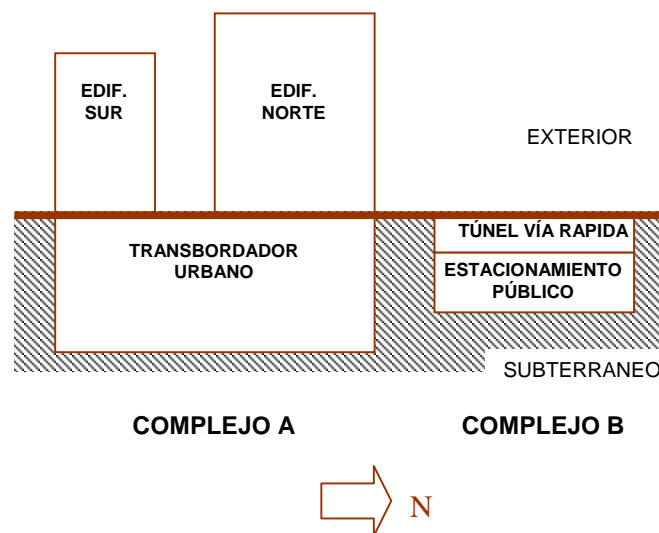 EDIF.
SUR
EDIF.
NORTE
EXTERIOR
TRANSBORDADOR
URBANO
TÚNEL VÍA RAPIDA
ESTACIONAMIENTO
PÚBLICO
SUBTERRANEO
COMPLEJO A
COMPLEJO B
N